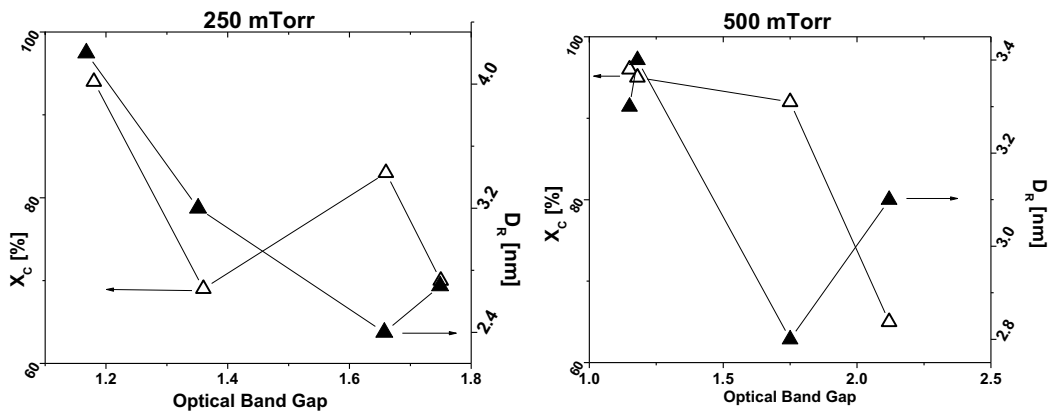 250 mTorr
100
80
60
X_C [%]
4.0
3.2
2.4
D_R [nm]
1.2 1.4 1.6 1.8
Optical Band Gap
500 mTorr
100
80
60
X_C [%]
3.4
3.2
3.0
2.8
D_R [nm]
1.0 1.5 2.0 2.5
Optical Band Gap